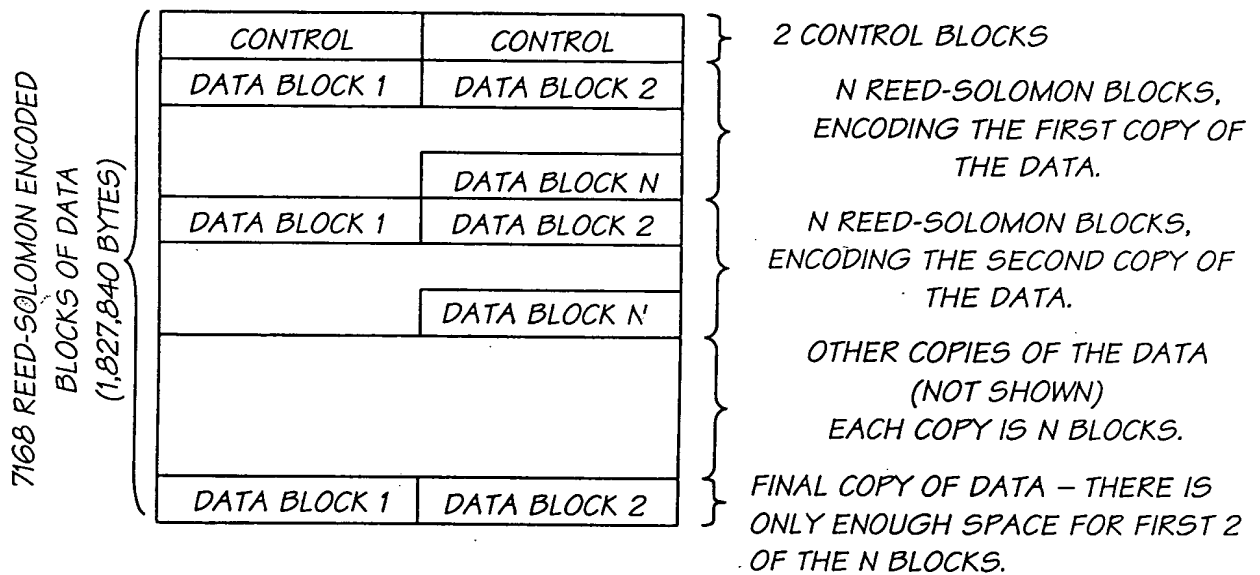 7168 REED-SOLOMON ENCODED
BLOCKS OF DATA
(1,827,840 BYTES)
CONTROL CONTROL
2 CONTROL BLOCKS
DATA BLOCK 1 DATA BLOCK 2
DATA BLOCK N
N REED-SOLOMON BLOCKS,
ENCODING THE FIRST COPY OF
THE DATA.
DATA BLOCK 1 DATA BLOCK 2
DATA BLOCK N
N REED-SOLOMON BLOCKS,
ENCODING THE SECOND COPY OF
THE DATA.
OTHER COPIES OF THE DATA
(NOT SHOWN)
EACH COPY IS N BLOCKS.
DATA BLOCK 1 DATA BLOCK 2
FINAL COPY OF DATA – THERE IS
ONLY ENOUGH SPACE FOR FIRST 2
OF THE N BLOCKS.